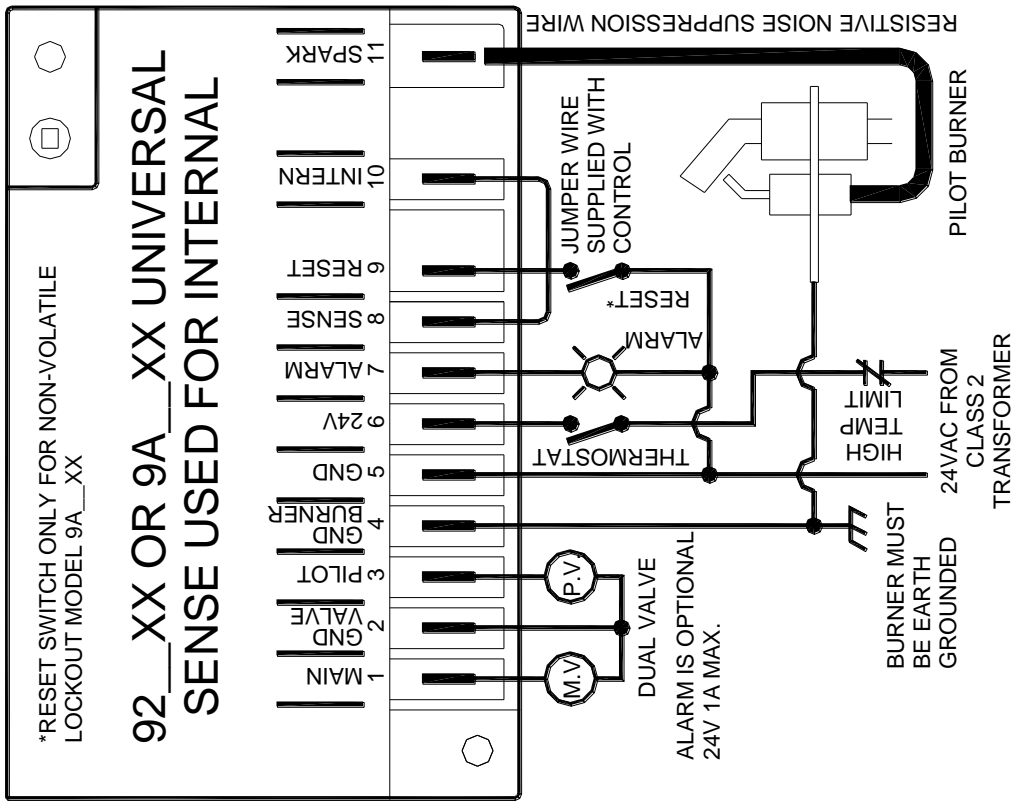 *RESET SWITCH ONLY FOR NON-VOLATILE
LOCKOUT MODEL 9A__XX
92__XX OR 9A__XX UNIVERSAL
SENSE USED FOR INTERNAL
MAIN
1
VALVE
GND
2
PILOT
3
BURNER
GND
4
GND
5
24V
6
ALARM
7
SENSE
8
RESET
9
INTERN
10
SPARK
11
M.V
P.V
DUAL VALVE
ALARM IS OPTIONAL
24V 1A MAX.
THERMOSTAT
ALARM
RESET*
JUMPER WIRE
SUPPLIED WITH
CONTROL
RESISTIVE NOISE SUPPRESSION WIRE
PILOT BURNER
HIGH
TEMP
LIMIT
BURNER MUST
BE EARTH
GROUNDED
24VAC FROM
CLASS 2
TRANSFORMER